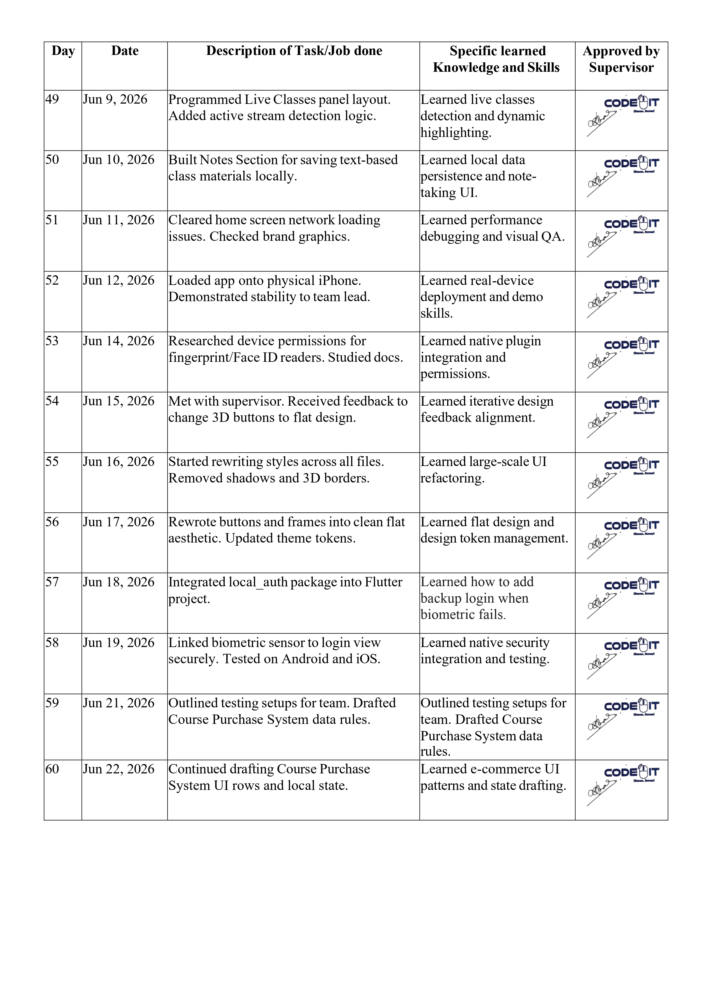 Day Date Description of Task/Job done Specific learned Approved by
Knowledge and Skills Supervisor
49 Jun 9, 2026 Programmed Live Classes panel layout. Learned live classes CODE IT
Added active stream detection logic. detection and dynamic
highlighting.
50 Jun 10, 2026 Built Notes Section for saving text-based Learned local data CODE IT
class materials locally. persistence and note-
taking UI.
51 Jun 11, 2026 Cleared home screen network loading Learned performance CODE IT
issues. Checked brand graphics. debugging and visual QA.
52 Jun 12, 2026 Loaded app onto physical iPhone. Learned real-device CODE IT
Demonstrated stability to team lead. deployment and demo
skills.
53 Jun 14, 2026 Researched device permissions for Learned native plugin CODE IT
fingerprint/Face ID readers. Studied docs. integration and
permissions.
54 Jun 15, 2026 Met with supervisor. Received feedback to Learned iterative design CODE IT
change 3D buttons to flat design. feedback alignment.
55 Jun 16, 2026 Started rewriting styles across all files. Learned large-scale UI CODE IT
Removed shadows and 3D borders. refactoring.
56 Jun 17, 2026 Rewrote buttons and frames into clean flat Learned flat design and CODE IT
aesthetic. Updated theme tokens. design token management.
57 Jun 18, 2026 Integrated local_auth package into Flutter Learned how to add CODE IT
project. backup login when
biometric fails.
58 Jun 19, 2026 Linked biometric sensor to login view Learned native security CODE IT
securely. Tested on Android and iOS. integration and testing.
59 Jun 21, 2026 Outlined testing setups for team. Drafted Outlined testing setups for CODE IT
Course Purchase System data rules. team. Drafted Course
Purchase System data
rules.
60 Jun 22, 2026 Continued drafting Course Purchase Learned e-commerce UI CODE IT
System UI rows and local state. patterns and state drafting.